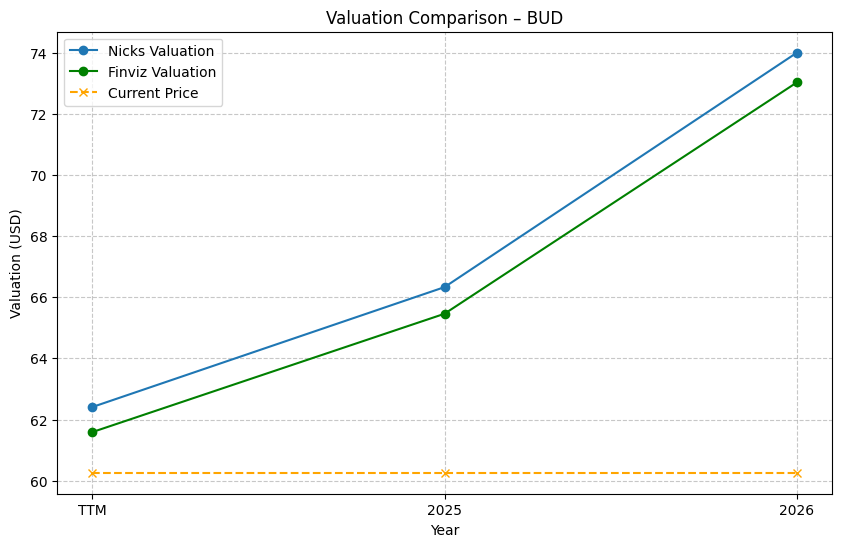 Valuation Comparison – BUD
Nicks Valuation
Finviz Valuation
Current Price
Valuation (USD)
74
72
70
68
66
64
62
60
TTM
2025
2026
Year